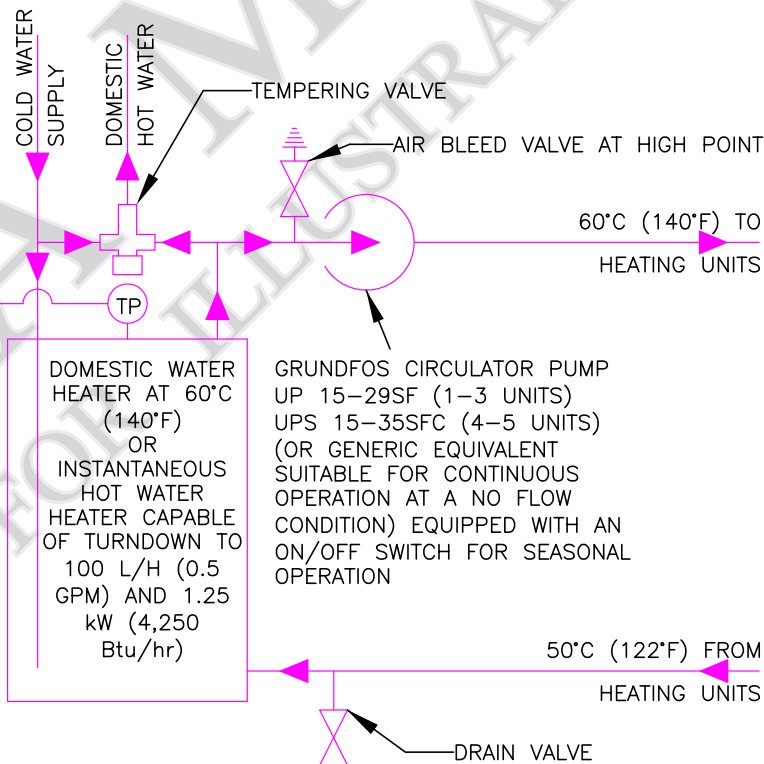 COLD WATER
SUPPLY
DOMESTIC
HOT WATER
TEMPERING VALVE
AIR BLEED VALVE AT HIGH POINT
60°C (140°F) TO
HEATING UNITS
TP
DOMESTIC WATER
HEATER AT 60°C
(140°F)
OR
INSTANTANEOUS
HOT WATER
HEATER CAPABLE
OF TURNDOWN TO
100 L/H (0.5
GPM) AND 1.25
kW (4,250
Btu/hr)
GRUNDFOS CIRCULATOR PUMP
UP 15-29SF (1-3 UNITS)
UPS 15-35SFC (4-5 UNITS)
(OR GENERIC EQUIVALENT
SUITABLE FOR CONTINUOUS
OPERATION AT A NO FLOW
CONDITION) EQUIPPED WITH AN
ON/OFF SWITCH FOR SEASONAL
OPERATION
50°C (122°F) FROM
HEATING UNITS
DRAIN VALVE
FOR